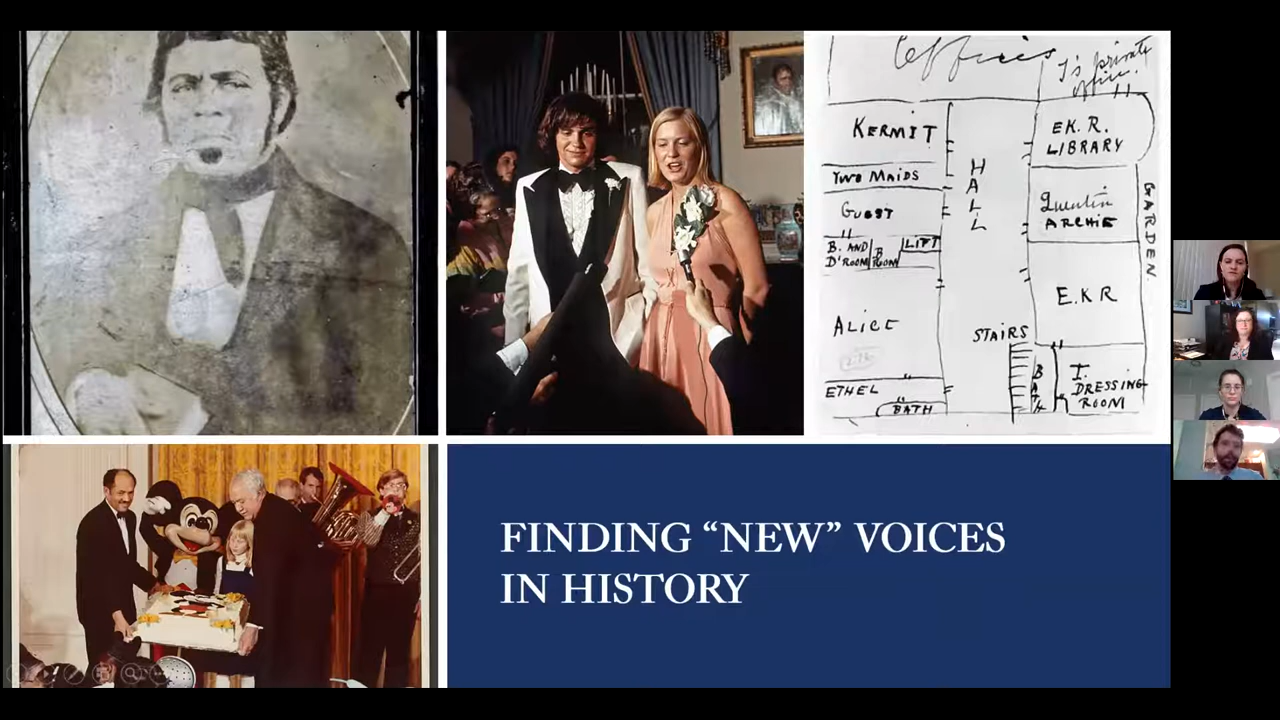 Offices
T's private
office.
KERMIT
TWO MAIDS
GUEST
B. AND
D'ROOM
B
ROOM
LIFT
ALICE
ETHEL
BATH
HALL
STAIRS
E.K.R.
LIBRARY
Quentin
ARCHIE
E.K.R
BATH
T.
DRESSING
ROOM
GARDEN.
FINDING “NEW” VOICES
IN HISTORY